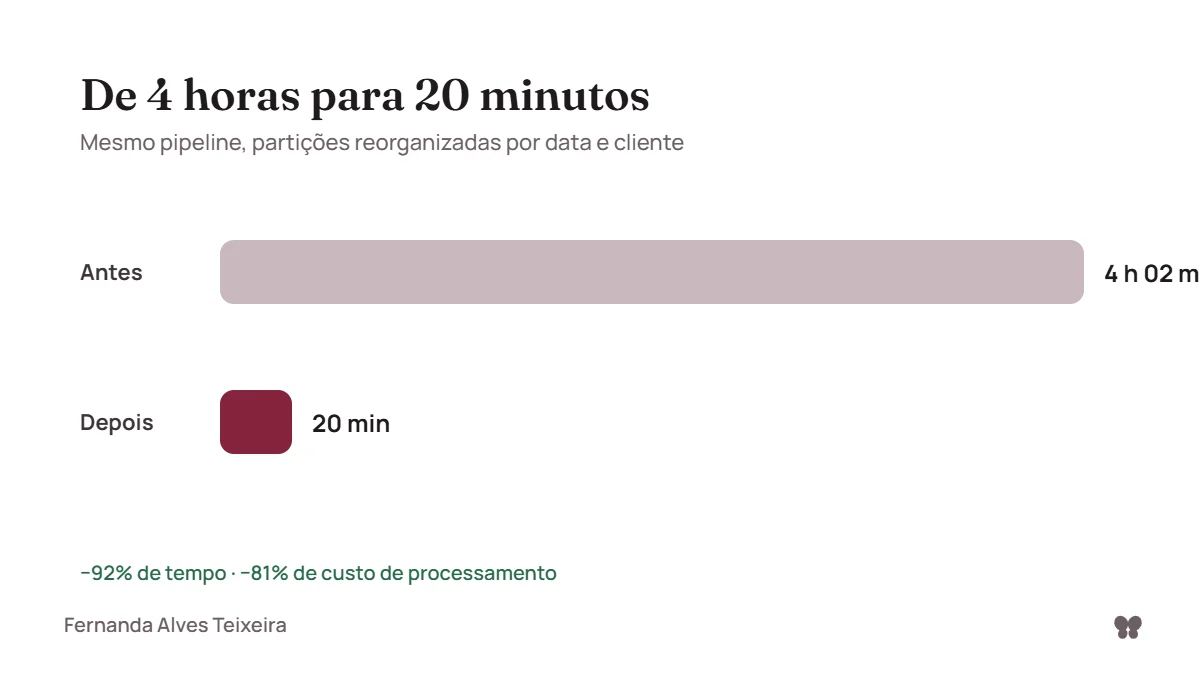 De 4 horas para 20 minutos
Mesmo pipeline, partições reorganizadas por data e cliente
Antes
4 h 02 m
Depois
20 min
−92% de tempo · −81% de custo de processamento
Fernanda Alves Teixeira